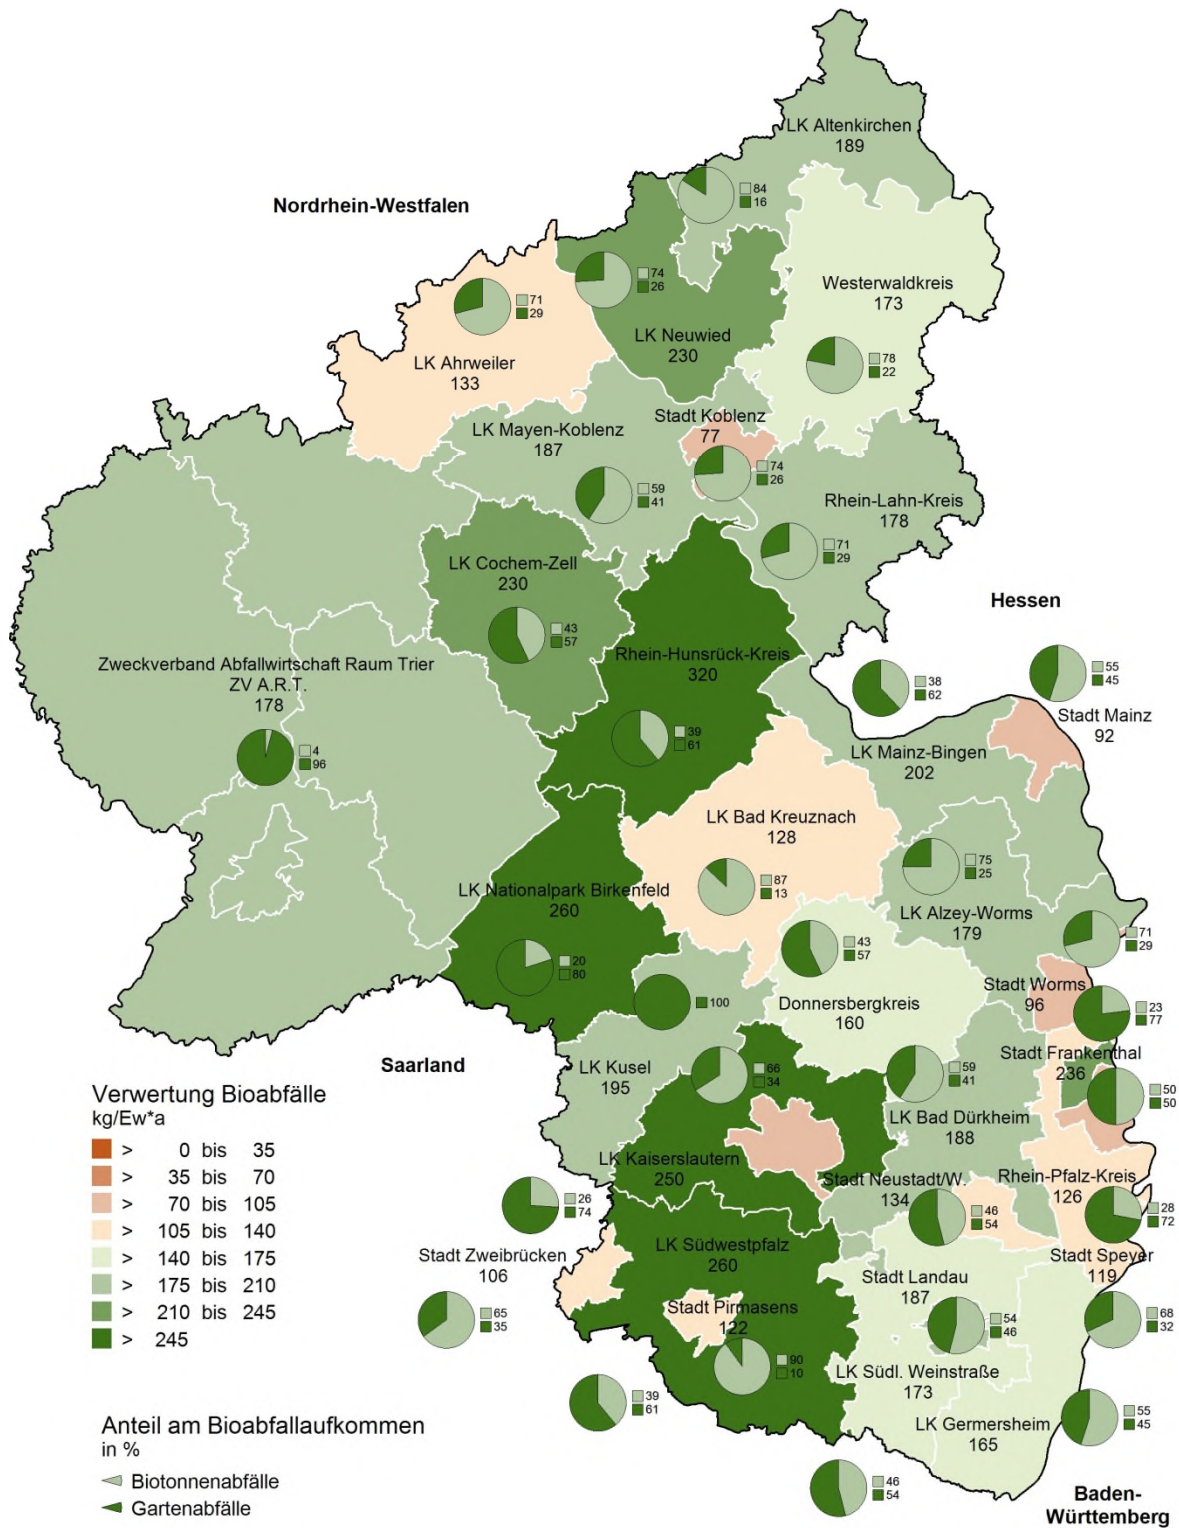 LK Altenkirchen
189
84
16
Nordrhein-Westfalen
74
26
Westerwaldkreis
173
71
29
LK Neuwied
230
78
22
LK Ahrweiler
133
Stadt Koblenz
77
LK Mayen-Koblenz
187
74
26
59
41
Rhein-Lahn-Kreis
178
71
29
LK Cochem-Zell
230
Hessen
43
57
Rhein-Hunsrück-Kreis
320
Zweckverband Abfallwirtschaft Raum Trier
ZV A.R.T.
178
38
62
55
45
Stadt Mainz
92
39
61
4
96
LK Mainz-Bingen
202
LK Bad Kreuznach
128
87
13
75
25
LK Nationalpark Birkenfeld
260
LK Alzey-Worms
179
71
29
43
57
20
80
100
Donnersbergkreis
160
Stadt Worms
96
23
77
Saarland
LK Kusel
195
66
34
59
41
Stadt Frankenthal
236
50
50
LK Bad Dürkheim
188
LK Kaiserslautern
250
Stadt Neustadt/W.
134
Rhein-Pfalz-Kreis
126
26
74
46
54
28
72
Stadt Zweibrücken
106
LK Südwestpfalz
260
Stadt Speyer
119
Stadt Landau
187
Stadt Pirmasens
122
65
35
54
46
68
32
90
10
LK Südl. Weinstraße
173
39
61
LK Germersheim
165
55
45
46
54
Baden-
Württemberg
Verwertung Bioabfälle
kg/Ew*a
> 0 bis 35
> 35 bis 70
> 70 bis 105
> 105 bis 140
> 140 bis 175
> 175 bis 210
> 210 bis 245
> 245
Anteil am Bioabfallaufkommen
in %
Biotonnenabfälle
Gartenabfälle